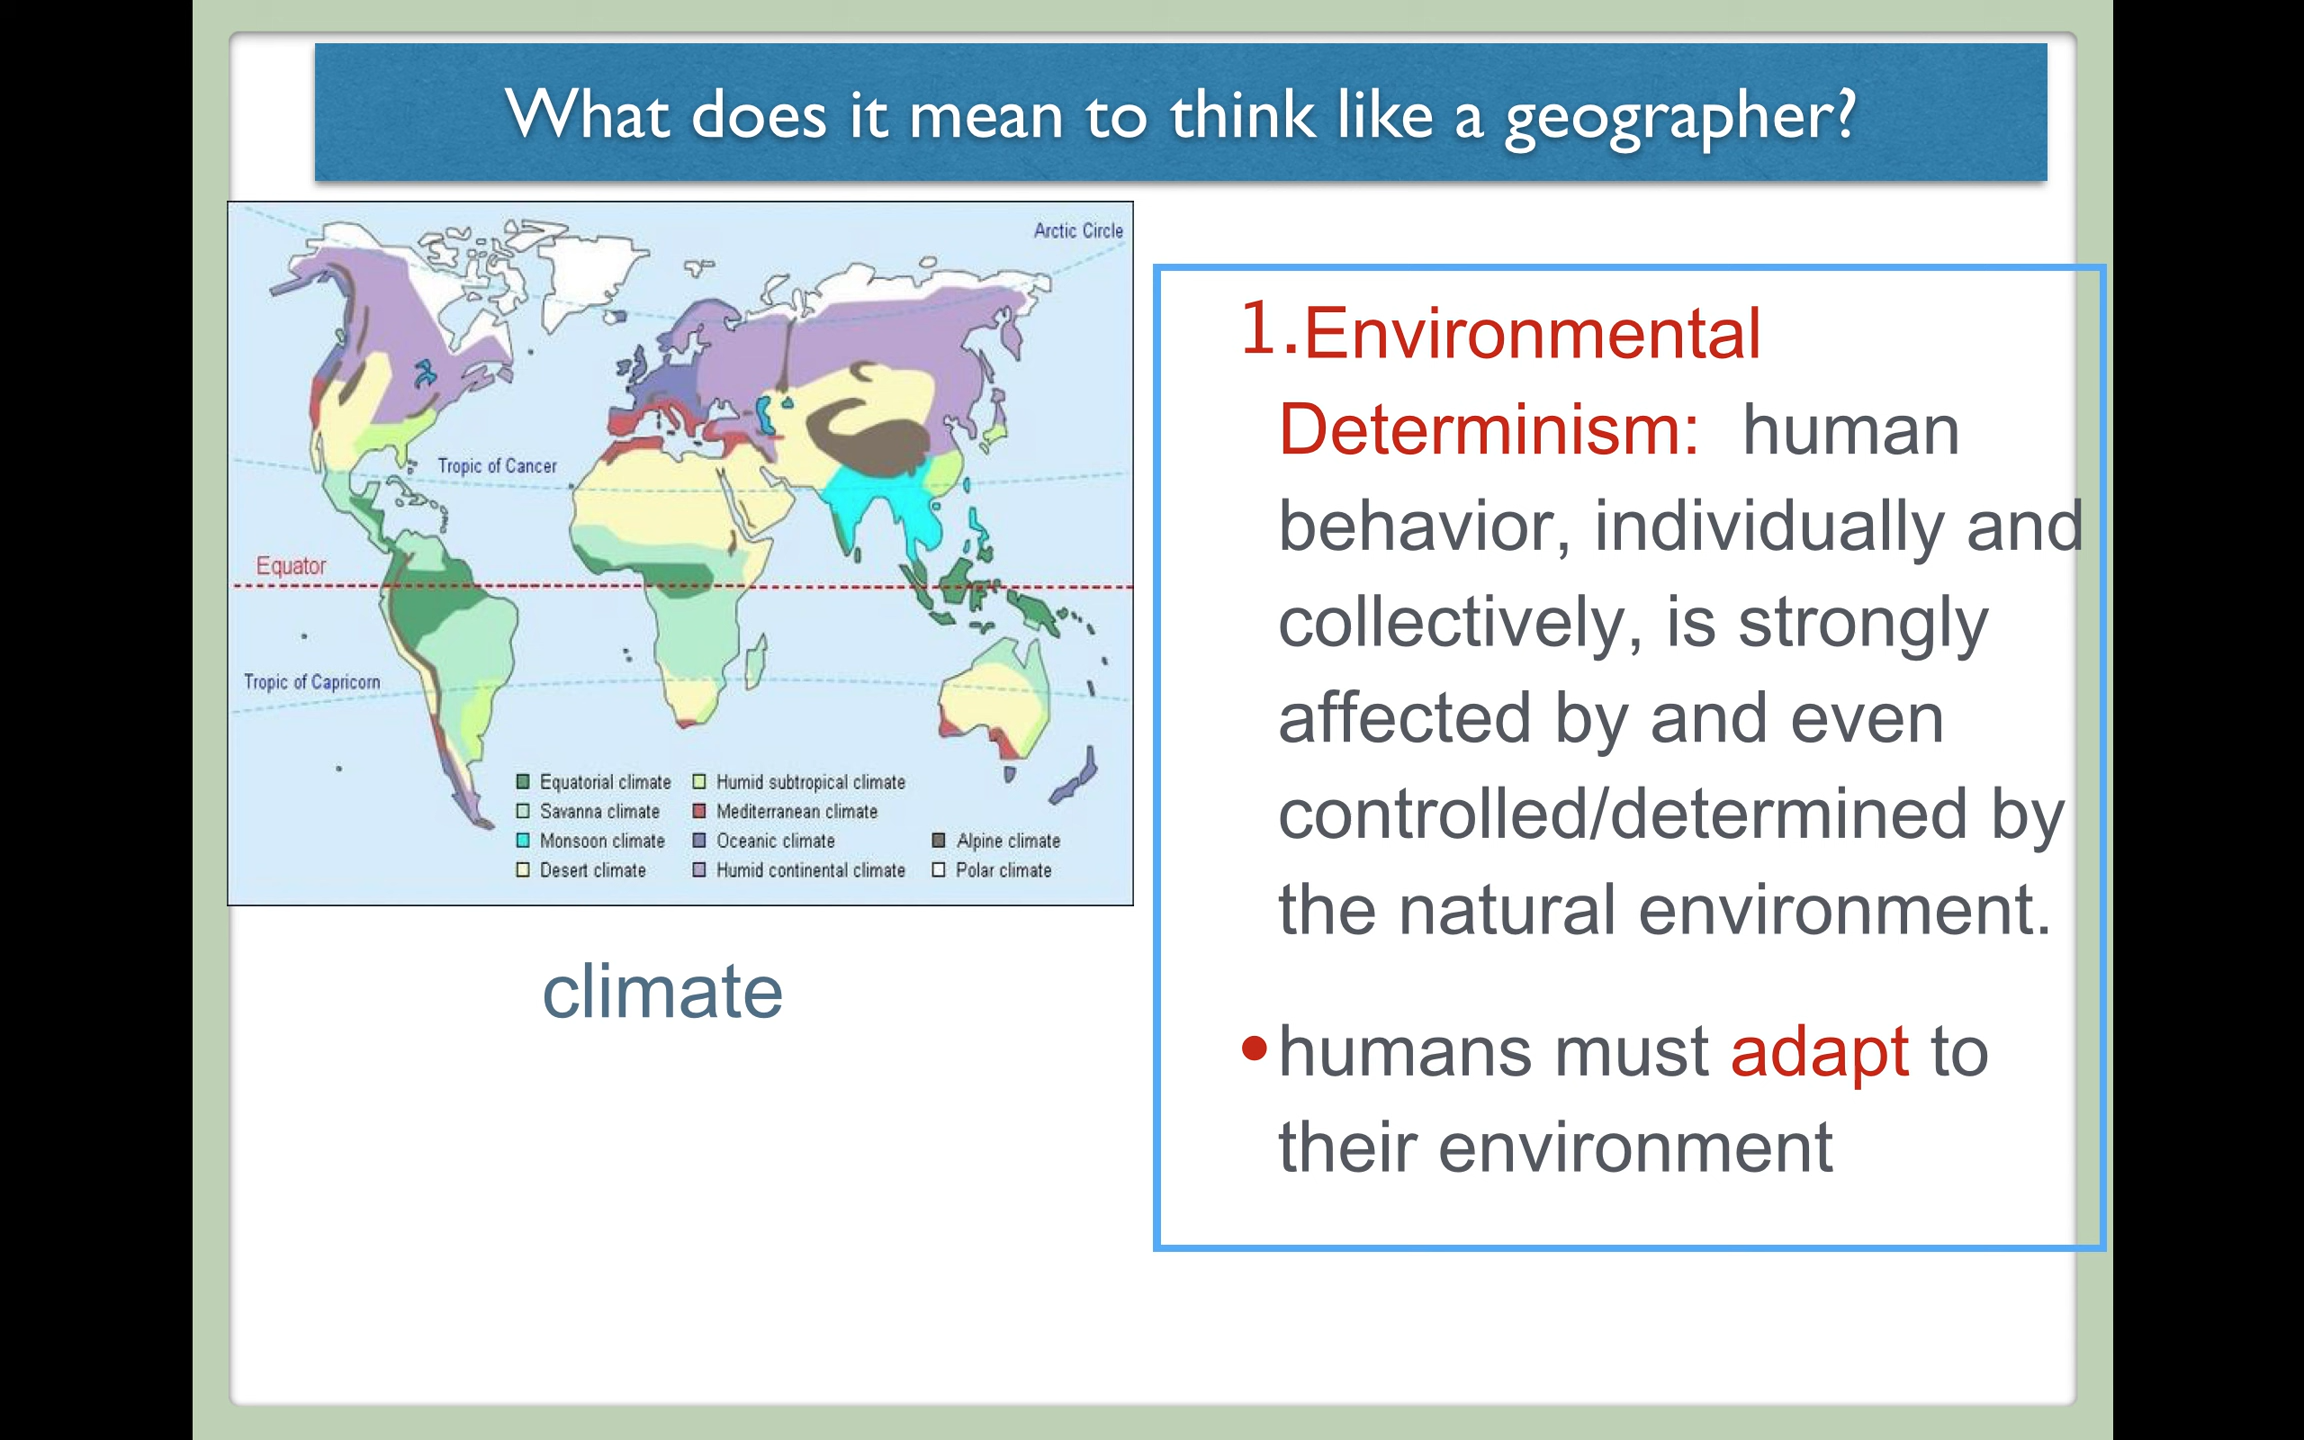 What does it mean to think like a geographer?
Arctic Circle
Tropic of Cancer
Equator
Tropic of Capricorn
Equatorial climate
Savanna climate
Monsoon climate
Desert climate
Humid subtropical climate
Mediterranean climate
Oceanic climate
Humid continental climate
Alpine climate
Polar climate
climate
1.Environmental
Determinism: human
behavior, individually and
collectively, is strongly
affected by and even
controlled/determined by
the natural environment.
•humans must adapt to
their environment